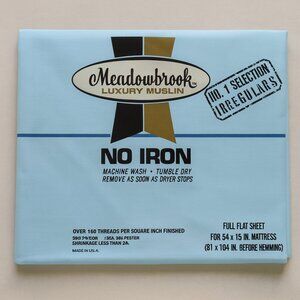 Meadowbrook
LUXURY MUSLIN
NO. 1 SELECTION
IRREGULARS
NO IRON
MACHINE WASH • TUMBLE DRY
REMOVE AS SOON AS DRYER STOPS
OVER 160 THREADS PER SQUARE INCH FINISHED
SHRINKAGE LESS THAN 2%
MADE IN U.S.A.
FULL FLAT SHEET
FOR 54 x 15 IN. MATTRESS
(81 x 104 IN. BEFORE HEMMING)